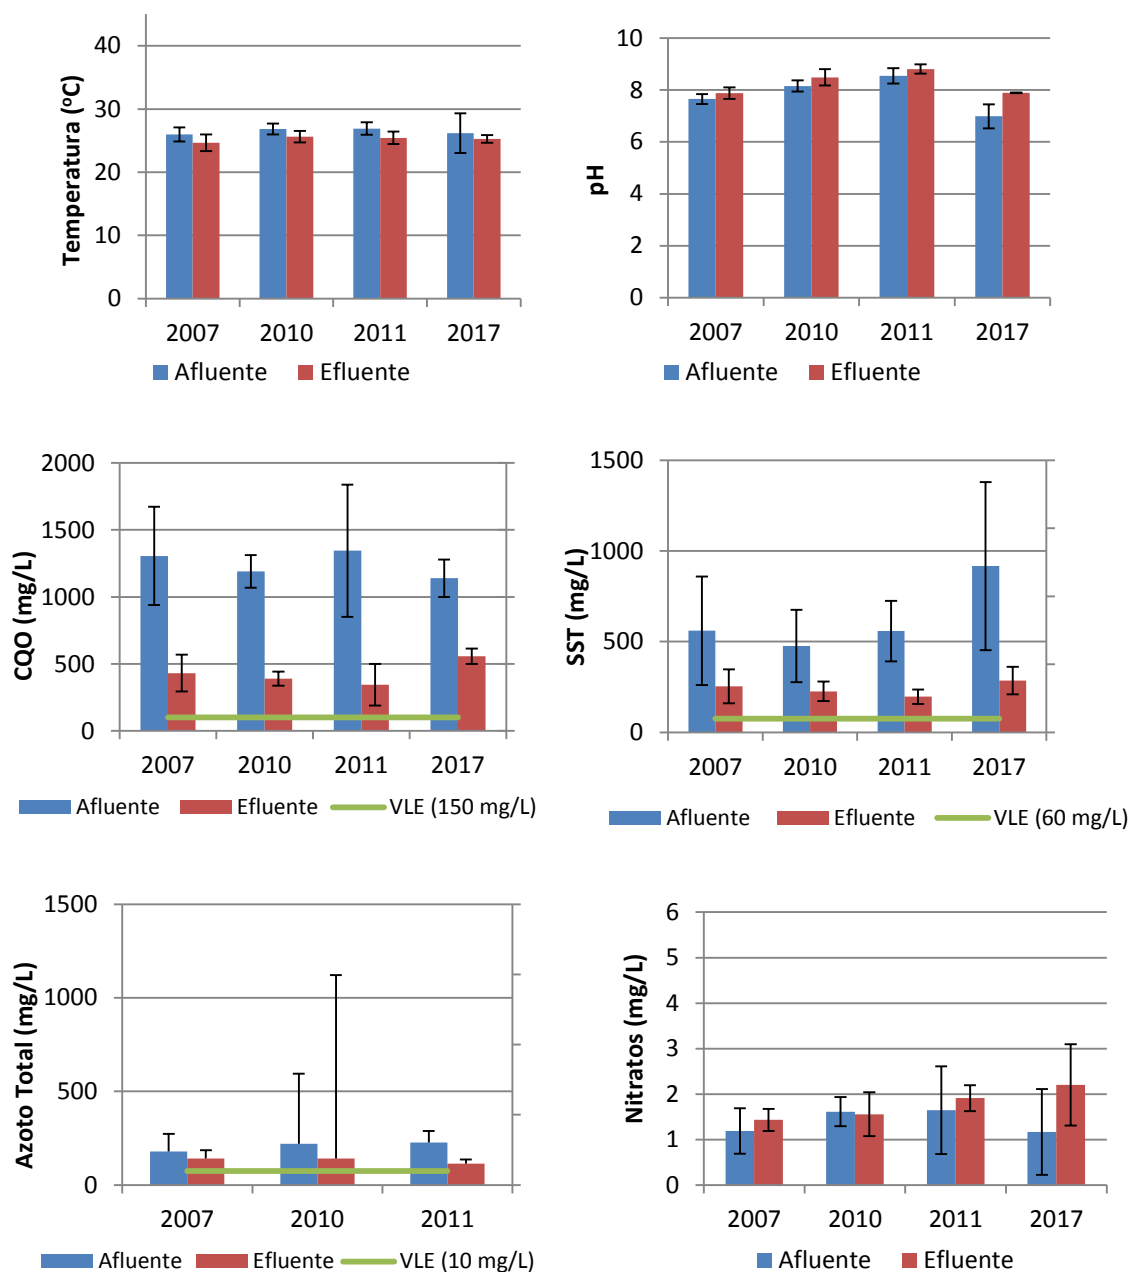 Temperatura (ºC)
40
30
20
10
0
2007 2010 2011 2017
Afluente Efluente
pH
10
8
6
4
2
0
2007 2010 2011 2017
Afluente Efluente
CQO (mg/L)
2000
1500
1000
500
0
2007 2010 2011 2017
Afluente Efluente VLE (150 mg/L)
SST (mg/L)
1500
1000
500
0
2007 2010 2011 2017
Afluente Efluente VLE (60 mg/L)
Azoto Total (mg/L)
1500
1000
500
0
2007 2010 2011
Afluente Efluente VLE (10 mg/L)
Nitratos (mg/L)
6
5
4
3
2
1
0
2007 2010 2011 2017
Afluente Efluente